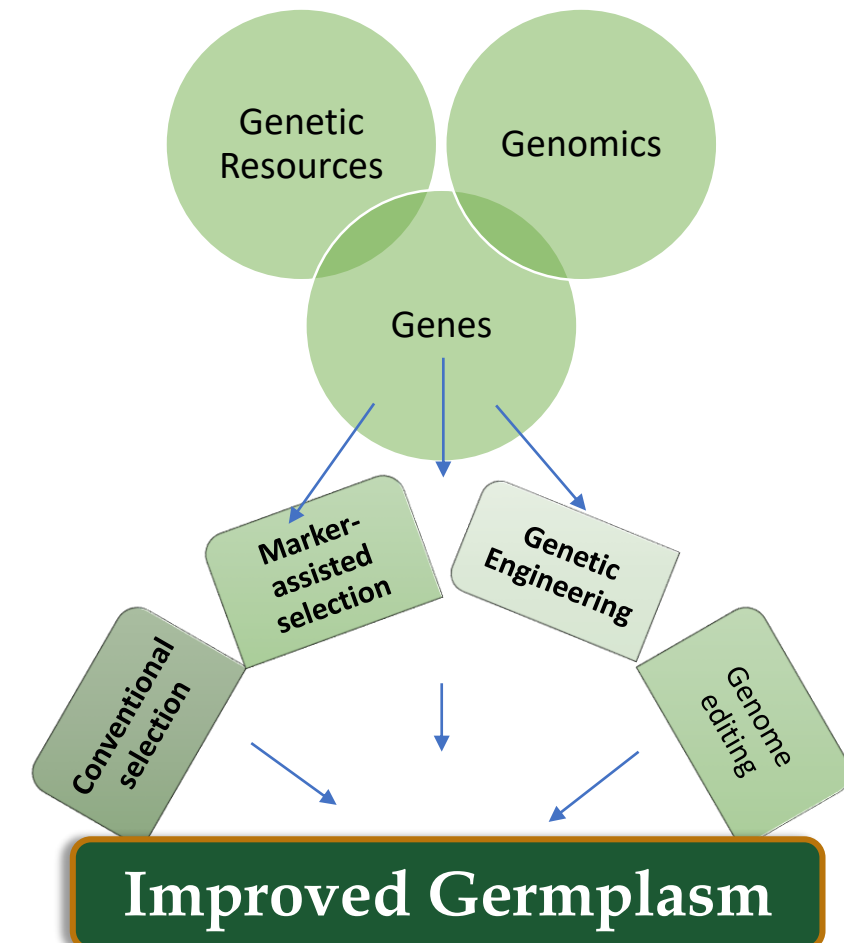 Genetic
Resources
Genomics
Genes
Marker-
assisted
selection
Genetic
Engineering
Conventional
selection
Genome
editing
Improved Germplasm